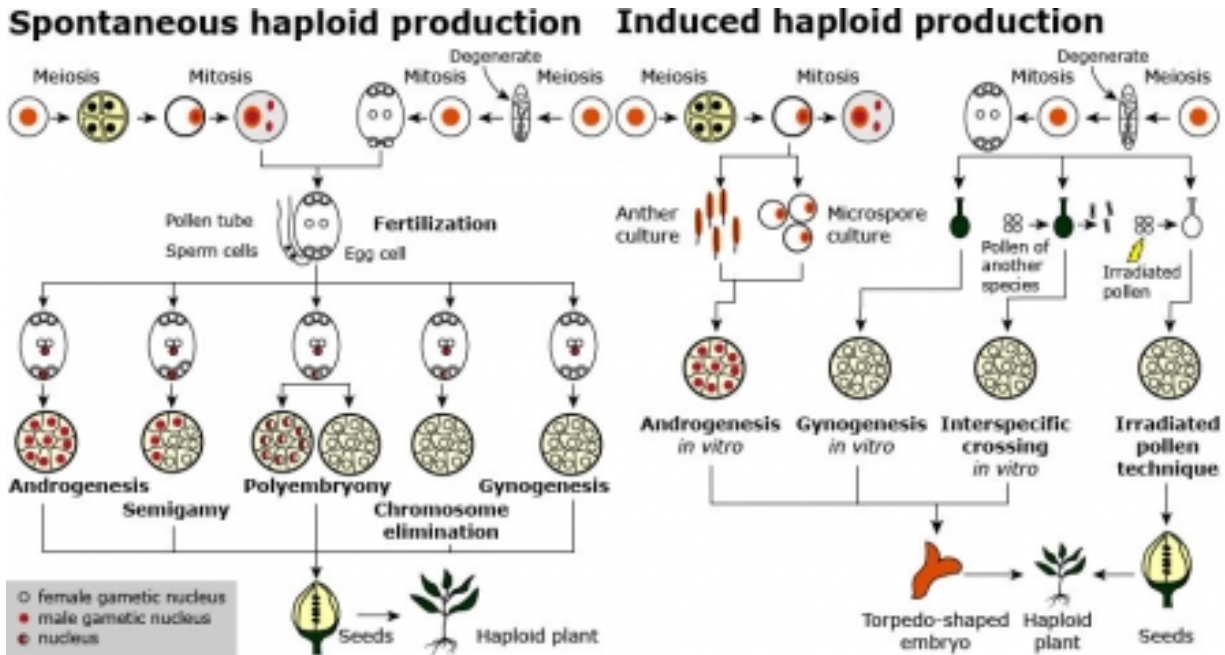 Spontaneous haploid production
Degenerate
Meiosis Mitosis Mitosis Meiosis
Pollen tube
Fertilization
Sperm cells Egg cell
Androgenesis Polyembryony Gynogenesis
Semigamy Chromosome
elimination
female gametic nucleus
male gametic nucleus
nucleus
Seeds Haploid plant
Induced haploid production
Degenerate
Meiosis Mitosis Mitosis Meiosis
Anther
culture
Microspore
culture
Pollen of
another
species
Irradiated
pollen
Androgenesis
in vitro
Gynogenesis
in vitro
Interspecific
crossing
in vitro
Irradiated
pollen
technique
Torpedo-shaped
embryo
Haploid
plant
Seeds